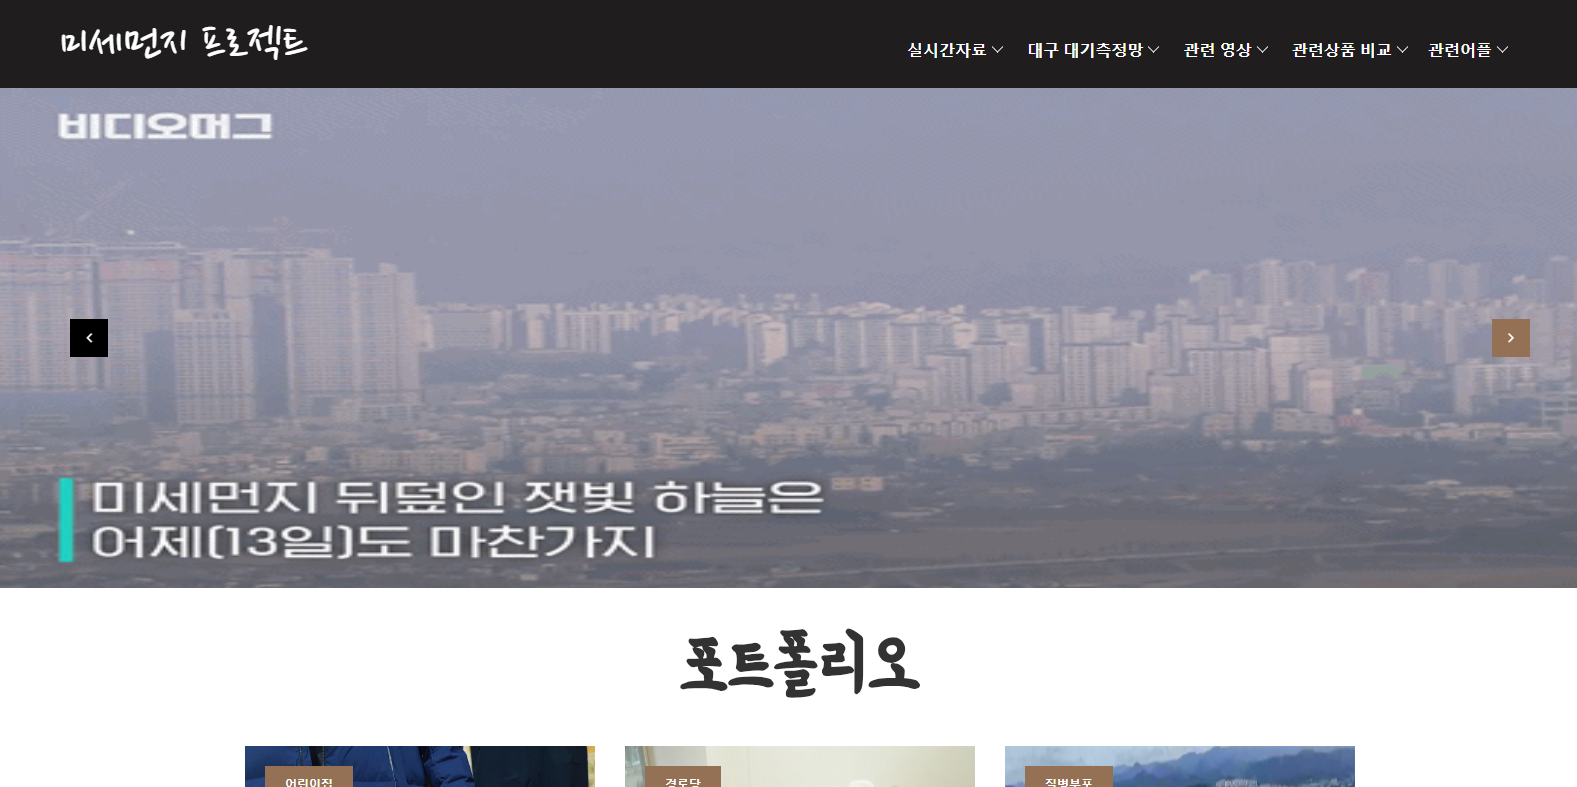 미세먼지 프로젝트
실시간자료
대구 대기측정망
관련 영상
관련상품 비교
관련어플
비디오머그
미세먼지 뒤덮인 잿빛 하늘은
어제(13일)도 마찬가지
포트폴리오
어린이집
경로당
질병분포